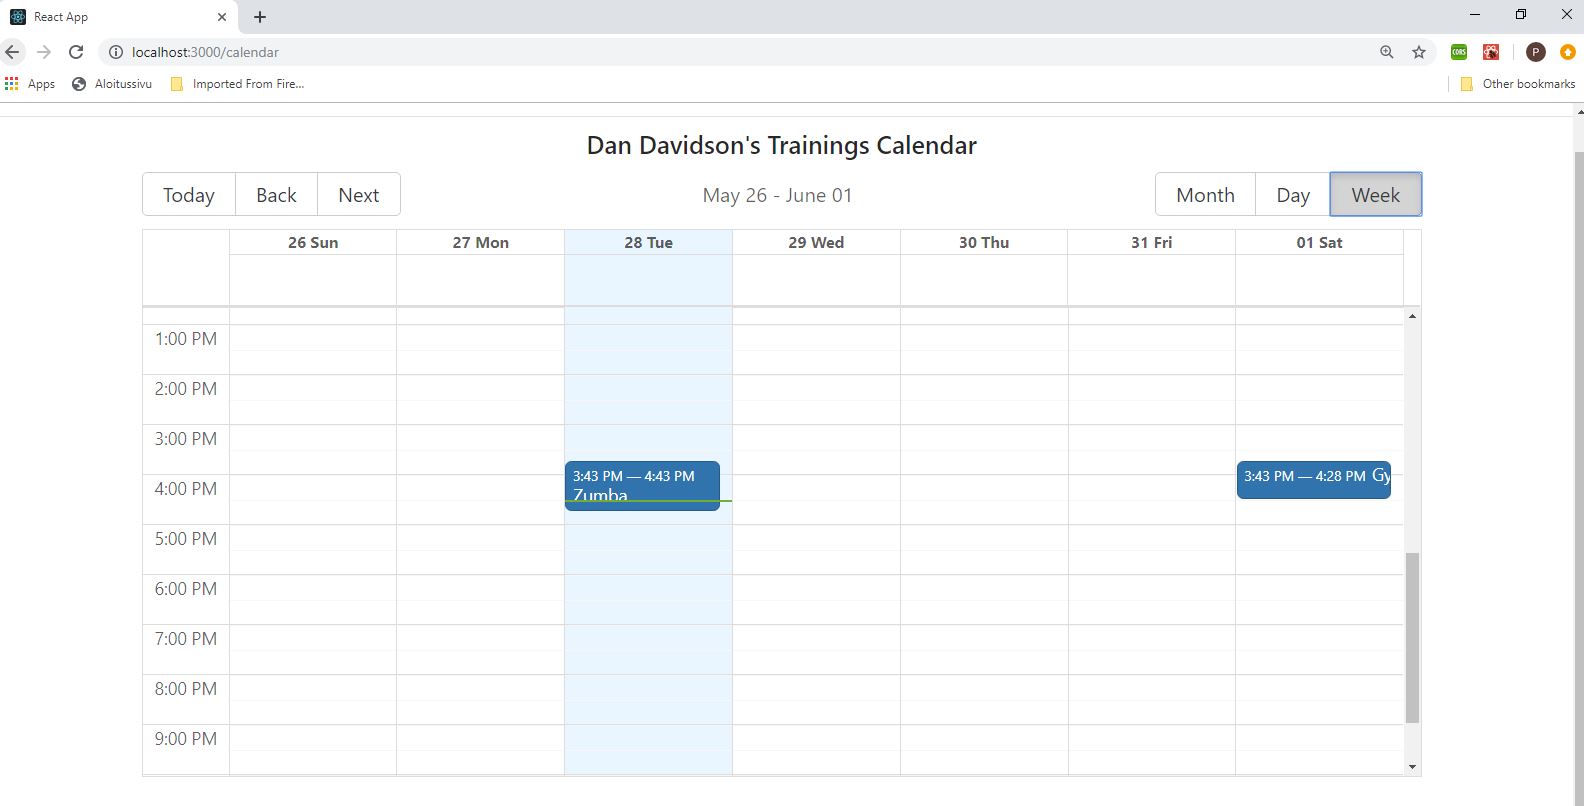 React App
localhost:3000/calendar
CORS
P
Apps Aloitussivu Imported From Fire... Other bookmarks
Dan Davidson's Trainings Calendar
Today Back Next May 26 - June 01 Month Day Week
26 Sun 27 Mon 28 Tue 29 Wed 30 Thu 31 Fri 01 Sat
1:00 PM
2:00 PM
3:00 PM
3:43 PM — 4:43 PM 3:43 PM — 4:28 PM Gy
Zumba
4:00 PM
5:00 PM
6:00 PM
7:00 PM
8:00 PM
9:00 PM